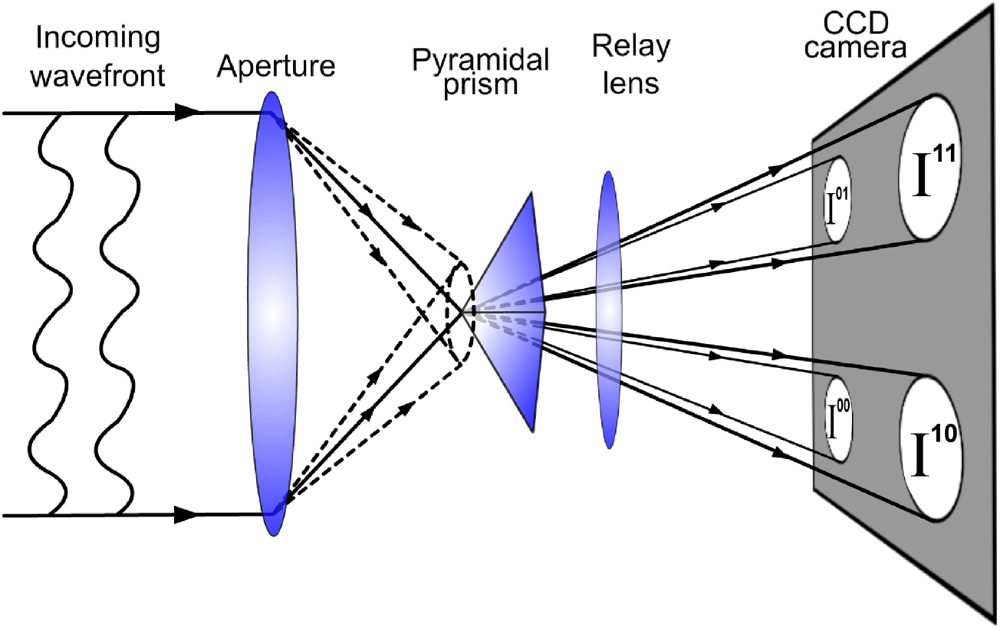 Incoming
wavefront
Aperture
Pyramidal
prism
Relay
lens
CCD
camera
I¹¹
I⁰¹
I⁰⁰
I¹⁰